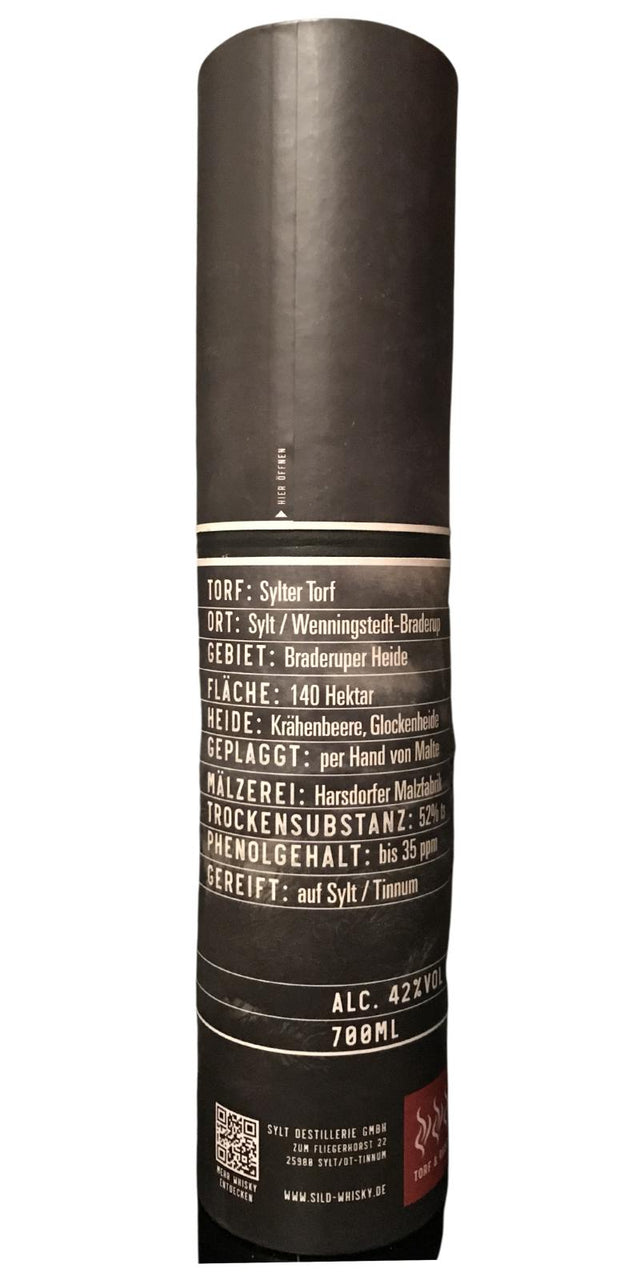 HIER ÖFFNEN
TORF: Sylter Torf
ORT: Sylt / Wenningstedt-Braderup
GEBIET: Braderuper Heide
FLÄCHE: 140 Hektar
HEIDE: Krähenbeere, Glockenheide
GEPLAGGT: per Hand von Malte
MÄLZEREI: Harsdorfer Malzfabrik
TROCKENSUBSTANZ: 52% ts
PHENOLGEHALT: bis 35 ppm
GEREIFT: auf Sylt / Tinnum
ALC. 42%VOL
700ML
SYLT DESTILLERIE GMBH
ZUM FLIEGERHORST 22
25980 SYLT/OT-TINNUM
WWW.SILD-WHISKY.DE
MEHR WHISKY
ENTDECKEN
TORF &